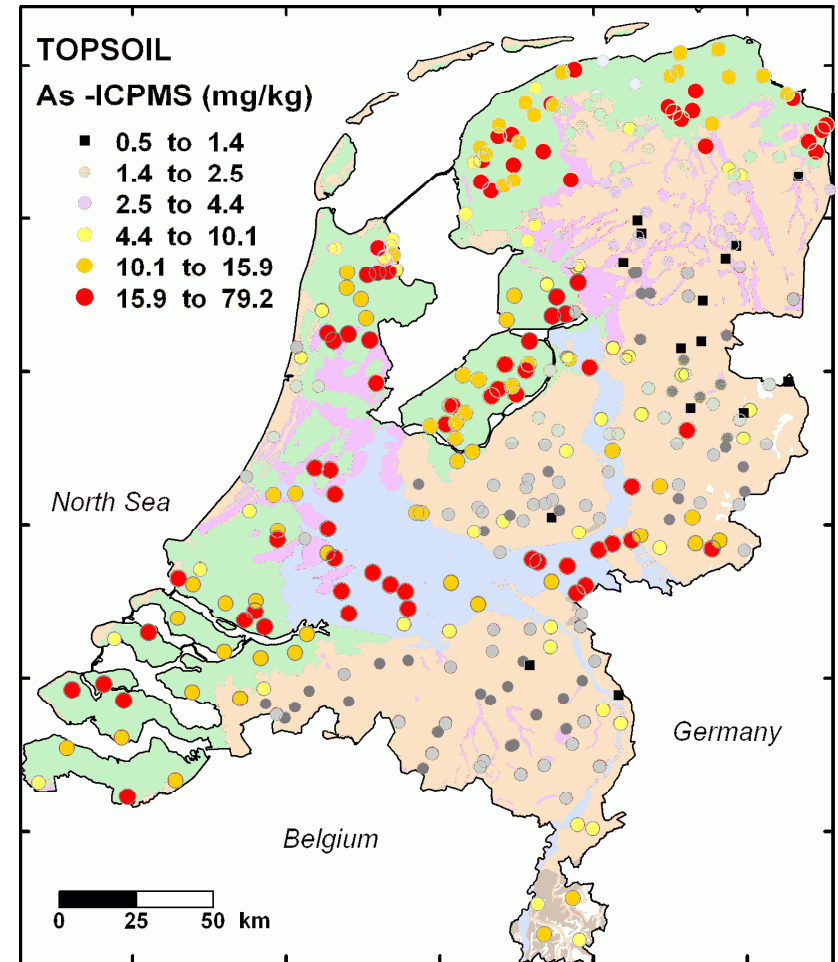 TOPSOIL
As -ICPMS (mg/kg)
0.5 to 1.4
1.4 to 2.5
2.5 to 4.4
4.4 to 10.1
10.1 to 15.9
15.9 to 79.2
North Sea
Germany
Belgium
0 25 50 km